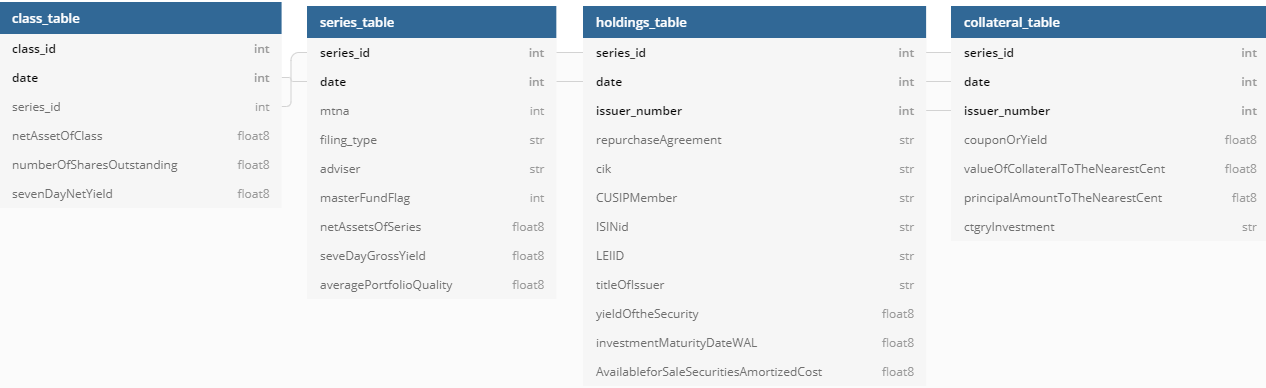 class_table
class_id int
date int
series_id int
netAssetOfClass float8
numberOfSharesOutstanding float8
sevenDayNetYield float8
series_table
series_id int
date int
mtna int
filing_type str
adviser str
masterFundFlag int
netAssetsOfSeries float8
seveDayGrossYield float8
averagePortfolioQuality float8
holdings_table
series_id int
date int
issuer_number int
repurchaseAgreement str
cik str
CUSIPMember str
ISINid str
LEIID str
titleOfIssuer str
yieldOftheSecurity float8
investmentMaturityDateWAL float8
AvailableforSaleSecuritiesAmortizedCost float8
collateral_table
series_id int
date int
issuer_number int
couponOrYield float8
valueOfCollateralToTheNearestCent float8
principalAmountToTheNearestCent flat8
ctgryInvestment str